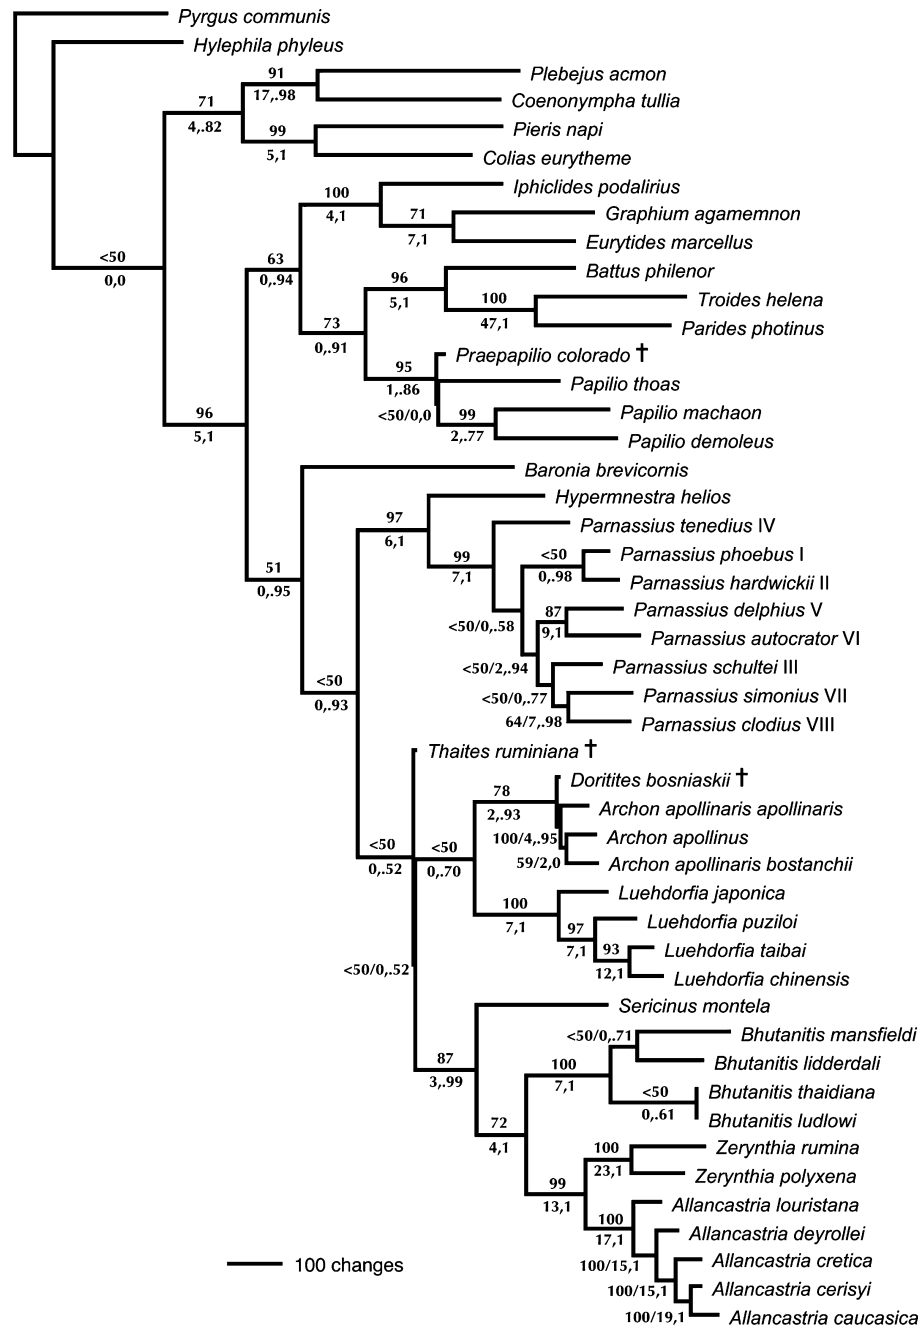 Pyrgus communis
Hylephila phyleus
91
Plebejus acmon
17,.98
Coenonympha tullia
71
4,.82
99
Pieris napi
5,1
Colias eurytheme
100
Iphiclides podalirius
4,1
71
Graphium agamemnon
7,1
Eurytides marcellus
<50
0,0
63
0,.94
96
Battus philenor
5,1
100
Troides helena
47,1
Parides photinus
73
0,.91
95
Praepapilio colorado †
1,.86
Papilio thoas
<50/0,0
99
Papilio machaon
2,.77
Papilio demoleus
96
5,1
Baronia brevicornis
97
Hypermnestra helios
6,1
Parnassius tenedius IV
99
7,1
<50
Parnassius phoebus I
0,.98
Parnassius hardwickii II
51
0,.95
87
Parnassius delphius V
9,1
Parnassius autocrator VI
<50/0,.58
<50/2,.94
Parnassius schultei III
<50/0,.77
Parnassius simonius VII
64/7,.98
Parnassius clodius VIII
<50
0,.93
Thaites ruminiana †
78
Doritites bosniaskii †
2,.93
Archon apollinaris apollinaris
100/4,.95
Archon apollinus
59/2,0
Archon apollinaris bostanchii
<50
0,.52
<50
0,.70
100
Luehdorfia japonica
7,1
97
Luehdorfia puziloi
7,1
93
Luehdorfia taibai
12,1
Luehdorfia chinensis
<50/0,.52
Sericinus montela
87
3,.99
<50/0,.71
Bhutanitis mansfieldi
Bhutanitis lidderdali
100
7,1
<50
Bhutanitis thaidiana
0,.61
Bhutanitis ludlowi
72
4,1
100
Zerynthia rumina
23,1
Zerynthia polyxena
99
13,1
100
Allancastria louristana
17,1
Allancastria deyrollei
100/15,1
Allancastria cretica
100/15,1
Allancastria cerisyi
100/19,1
Allancastria caucasica
100 changes